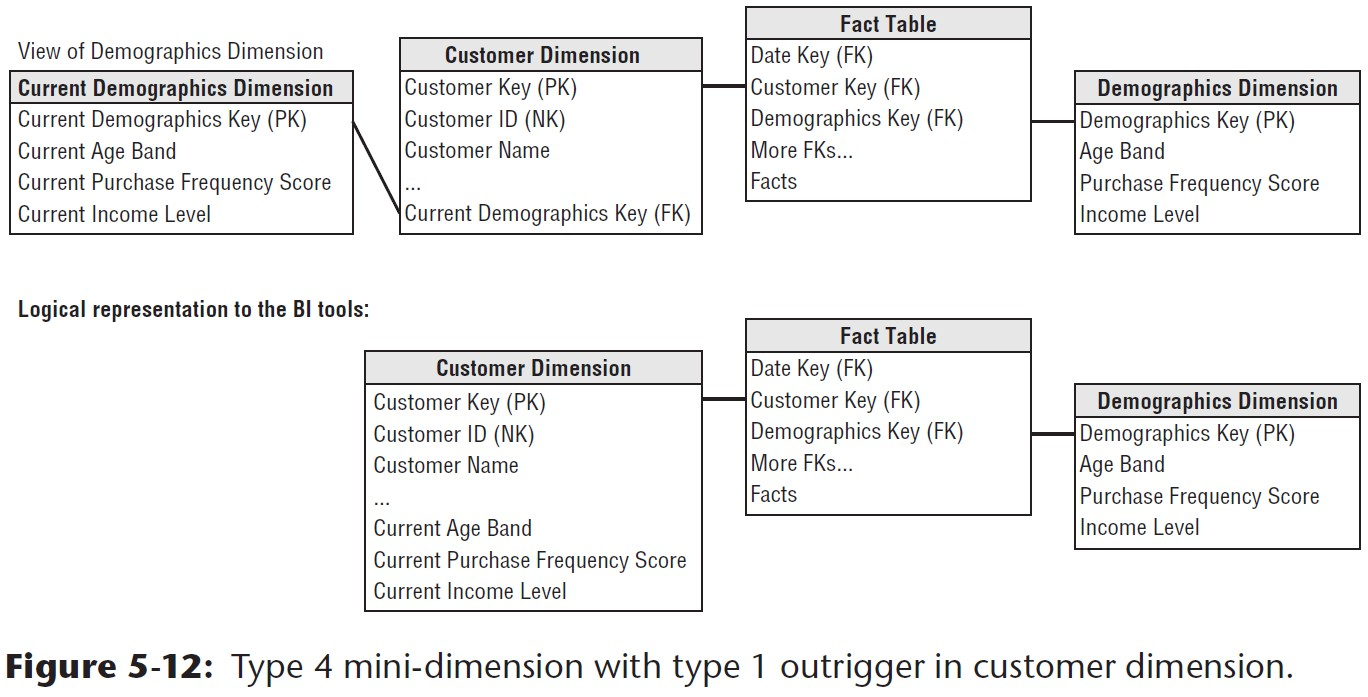 View of Demographics Dimension
Current Demographics Dimension
Current Demographics Key (PK)
Current Age Band
Current Purchase Frequency Score
Current Income Level
Customer Dimension
Customer Key (PK)
Customer ID (NK)
Customer Name
...
Current Demographics Key (FK)
Fact Table
Date Key (FK)
Customer Key (FK)
Demographics Key (FK)
More FKs...
Facts
Demographics Dimension
Demographics Key (PK)
Age Band
Purchase Frequency Score
Income Level
Logical representation to the BI tools:
Customer Dimension
Customer Key (PK)
Customer ID (NK)
Customer Name
...
Current Age Band
Current Purchase Frequency Score
Current Income Level
Fact Table
Date Key (FK)
Customer Key (FK)
Demographics Key (FK)
More FKs...
Facts
Demographics Dimension
Demographics Key (PK)
Age Band
Purchase Frequency Score
Income Level
Figure 5-12: Type 4 mini-dimension with type 1 outrigger in customer dimension.